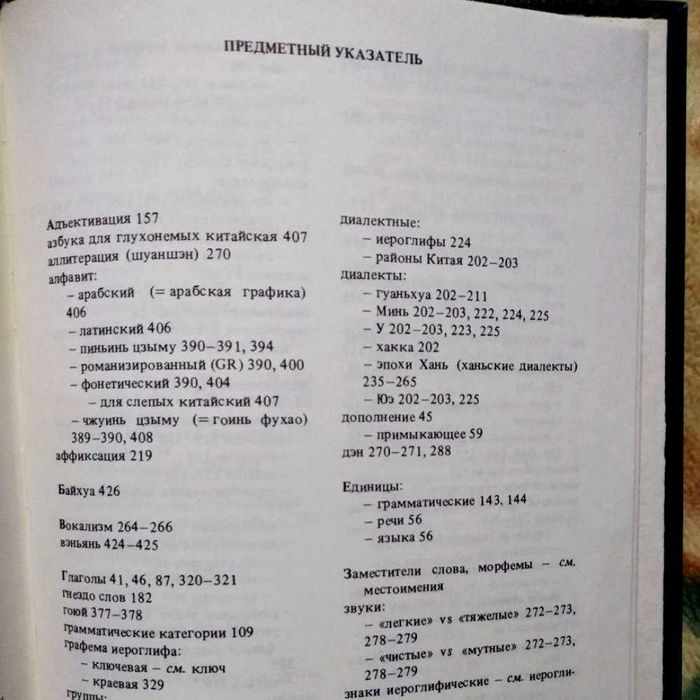 ПРЕДМЕТНЫЙ УКАЗАТЕЛЬ
Адъективация 157
азбука для глухонемых китайская 407
аллитерация (шуаншэн) 270
алфавит:
– арабский (= арабская графика)
406
– латинский 406
– пиньинь цзыму 390–391, 394
– романизированный (GR) 390, 400
– фонетический 390, 404
– для слепых китайский 407
– чжуинь цзыму (= гоинь фухао)
389–390, 408
аффиксация 219
Байхуа 426
Вокализм 264–266
вэньянь 424–425
Глаголы 41, 46, 87, 320–321
гнездо слов 182
гоюй 377–378
грамматические категории 109
графема иероглифа:
– ключевая – см. ключ
– краевая 329
группы:
диалектные:
– иероглифы 224
– районы Китая 202–203
диалекты:
– гуаньхуа 202–211
– Минь 202–203, 222, 224, 225
– У 202–203, 223, 225
– хакка 202
– эпохи Хань (ханьские диалекты)
235–265
– Юэ 202–203, 225
дополнение 45
– примыкающее 59
дэн 270–271, 288
Единицы:
– грамматические 143, 144
– речи 56
– языка 56
Заместители слова, морфемы – см.
местоимения
звуки:
– «легкие» vs «тяжелые» 272–273,
278–279
– «чистые» vs «мутные» 272–273,
278–279
знаки иероглифические – см. иерогли-